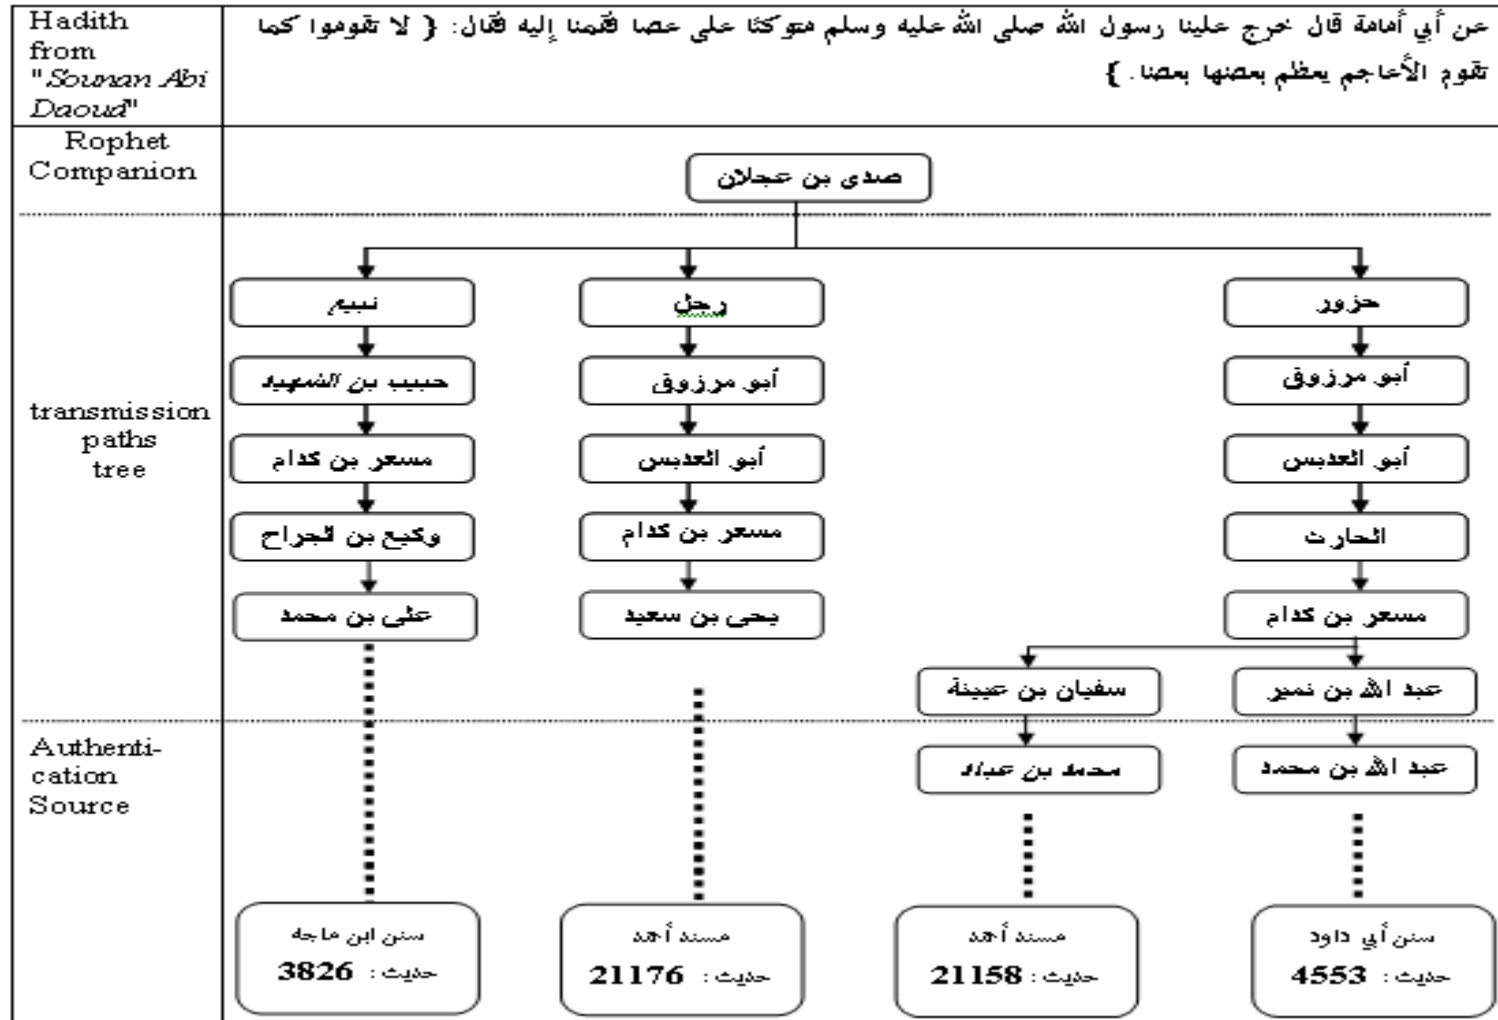 Hadith
from
"Sounan Abi
Daoud"
عن أبي أمامة قال خرج علينا رسول الله صلى الله عليه وسلم متوكئا على عصا فقمنا إليه فقال: { لا تقوموا كما
تقوم الأعاجم يعظم بعضها بعضا. }
Rophet
Companion
صدى بن عجلان
transmission
paths
tree
نبيع
رجل
حزور
حبيب بن الشهيد
أبو مرزوق
أبو مرزوق
مسعر بن كدام
أبو العدبس
أبو العدبس
وكيع بن الجراح
مسعر بن كدام
الحارث
على بن محمد
يحى بن سعيد
مسعر بن كدام
سفيان بن عيينة
عبد الله بن نمير
Authenti-
cation
Source
محمد بن عباد
عبد الله بن محمد
سنن ابن ماجه
حديث: 3826
مسند أحمد
حديث: 21176
مسند أحمد
حديث: 21158
سنن أبي داود
حديث: 4553